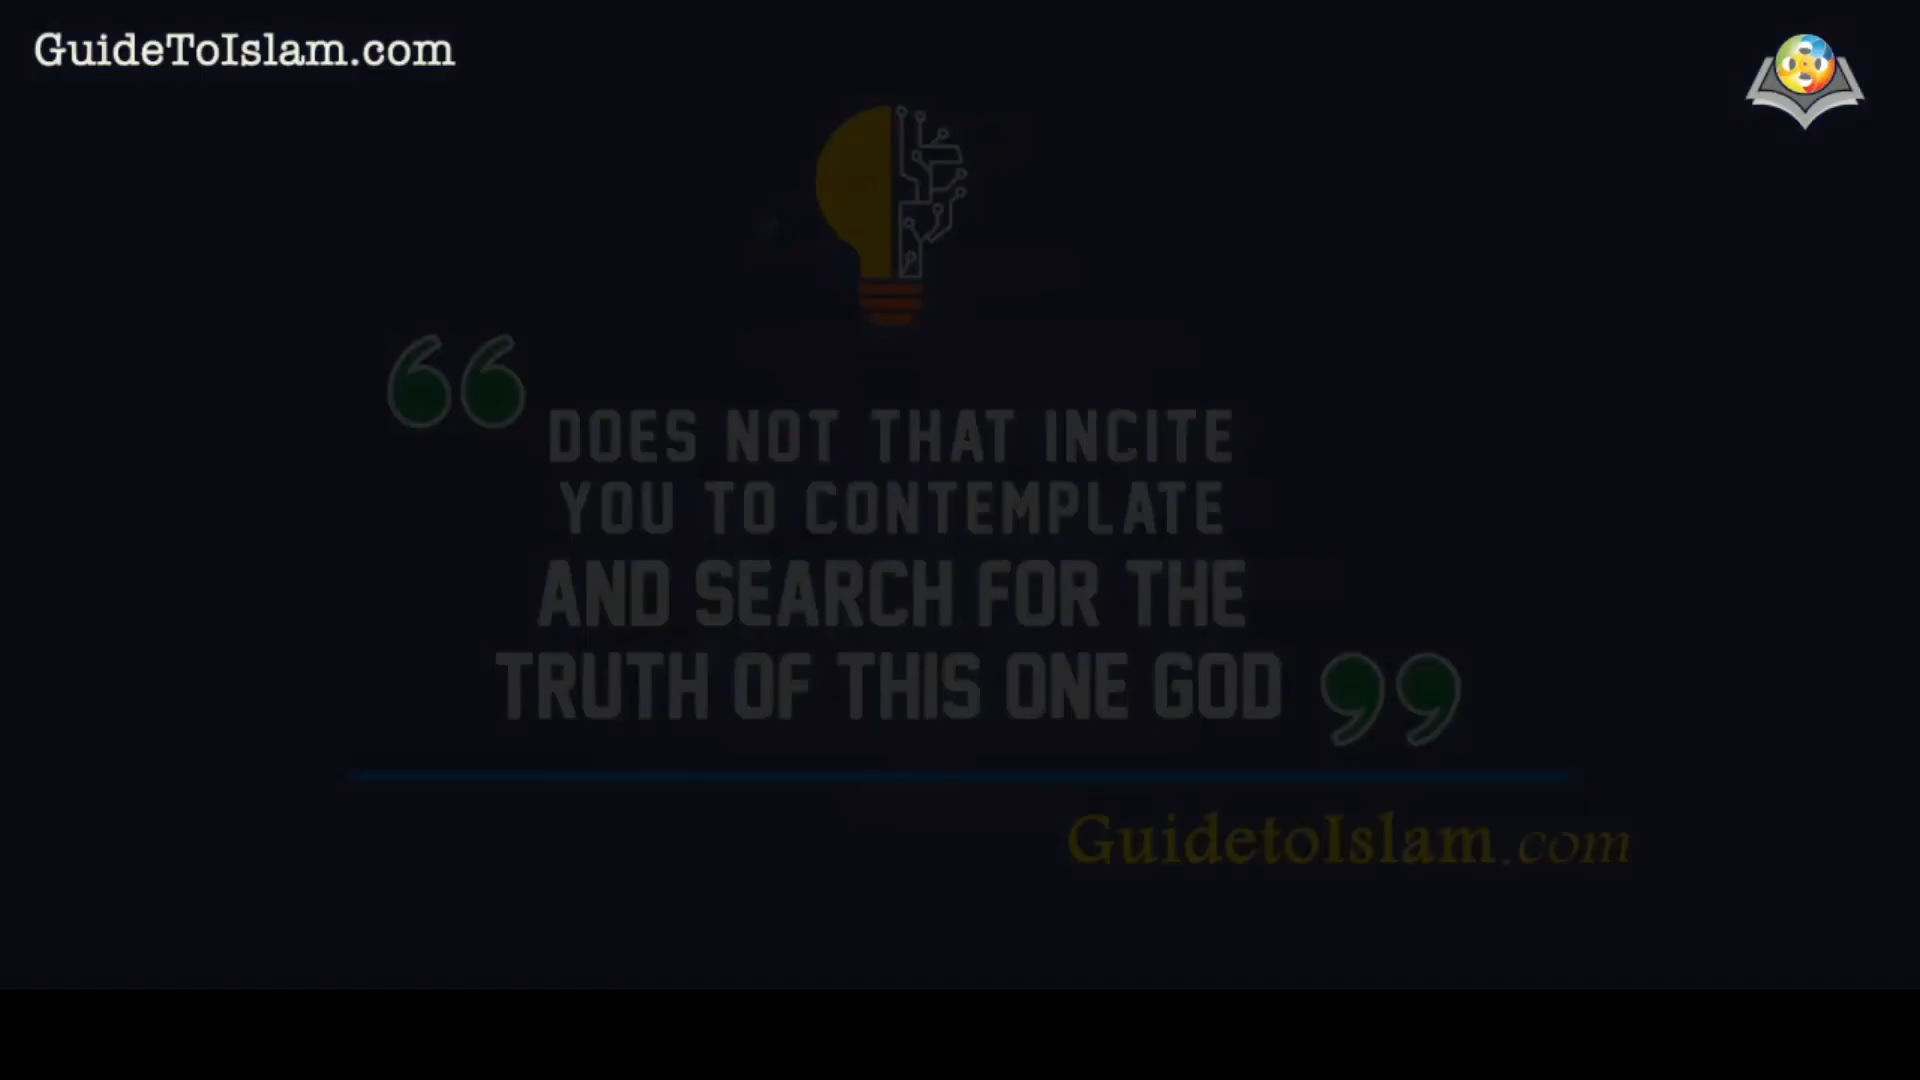 GuideToIslam.com
DOES NOT THAT INCITE
YOU TO CONTEMPLATE
AND SEARCH FOR THE
TRUTH OF THIS ONE GOD
GuidetoIslam.com